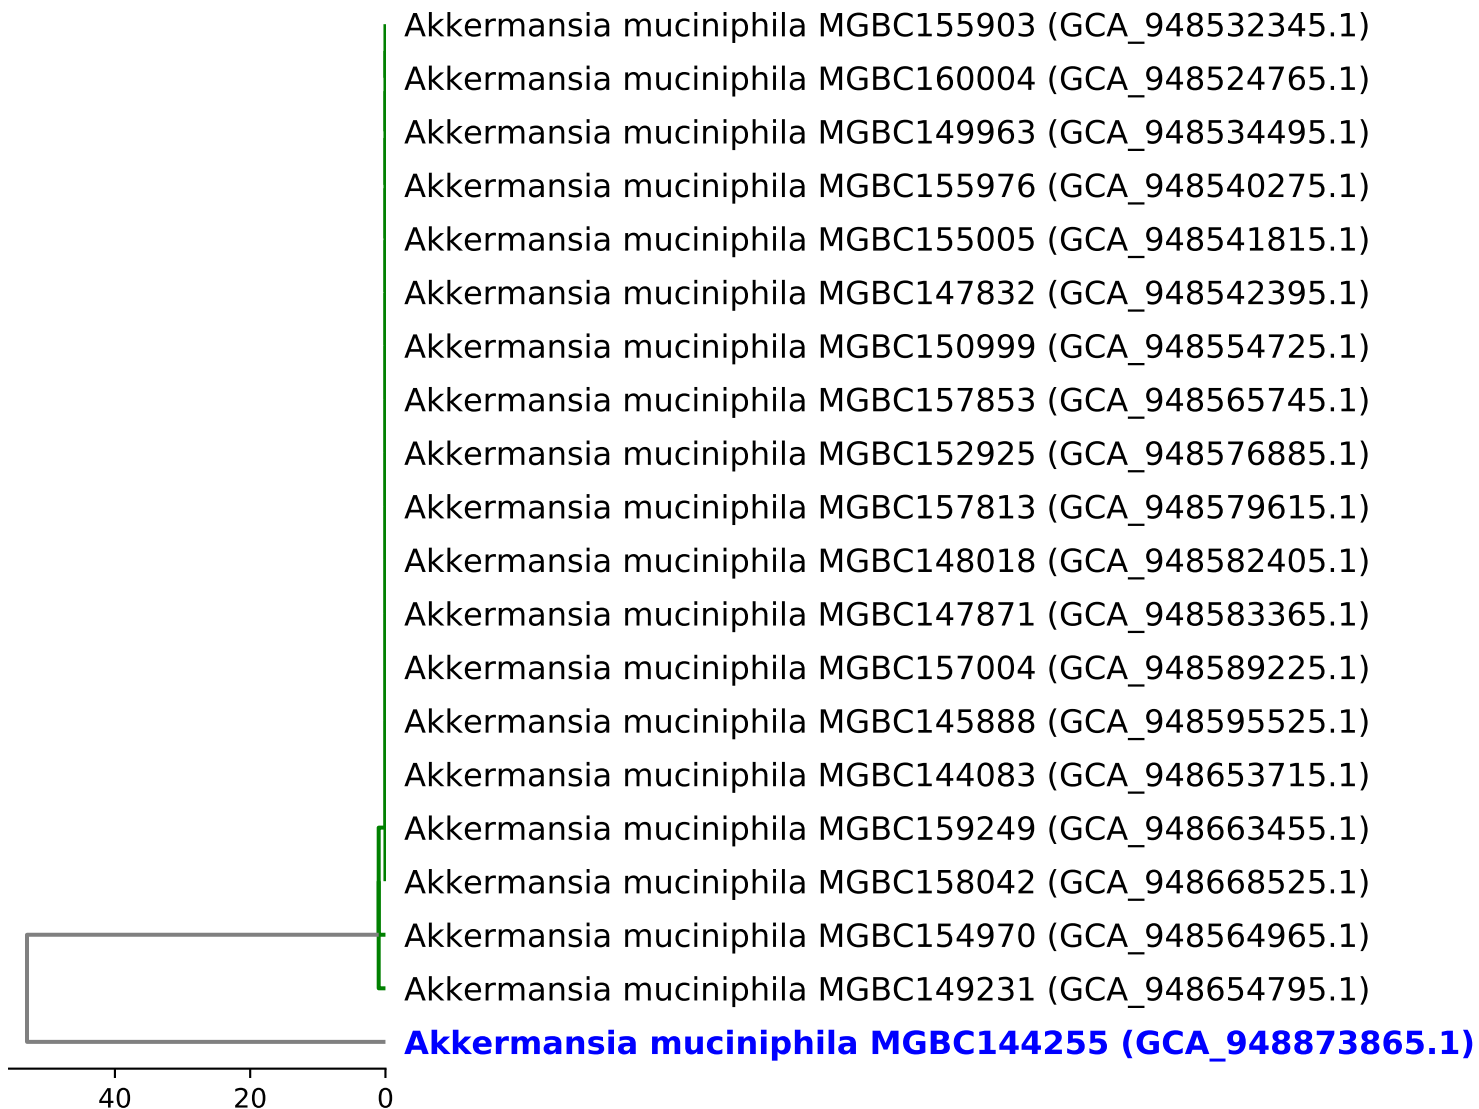 Akkermansia muciniphila MGBC155903 (GCA_948532345.1)
Akkermansia muciniphila MGBC160004 (GCA_948524765.1)
Akkermansia muciniphila MGBC149963 (GCA_948534495.1)
Akkermansia muciniphila MGBC155976 (GCA_948540275.1)
Akkermansia muciniphila MGBC155005 (GCA_948541815.1)
Akkermansia muciniphila MGBC147832 (GCA_948542395.1)
Akkermansia muciniphila MGBC150999 (GCA_948554725.1)
Akkermansia muciniphila MGBC157853 (GCA_948565745.1)
Akkermansia muciniphila MGBC152925 (GCA_948576885.1)
Akkermansia muciniphila MGBC157813 (GCA_948579615.1)
Akkermansia muciniphila MGBC148018 (GCA_948582405.1)
Akkermansia muciniphila MGBC147871 (GCA_948583365.1)
Akkermansia muciniphila MGBC157004 (GCA_948589225.1)
Akkermansia muciniphila MGBC145888 (GCA_948595525.1)
Akkermansia muciniphila MGBC144083 (GCA_948653715.1)
Akkermansia muciniphila MGBC159249 (GCA_948663455.1)
Akkermansia muciniphila MGBC158042 (GCA_948668525.1)
Akkermansia muciniphila MGBC154970 (GCA_948564965.1)
Akkermansia muciniphila MGBC149231 (GCA_948654795.1)
Akkermansia muciniphila MGBC144255 (GCA_948873865.1)
40 20 0